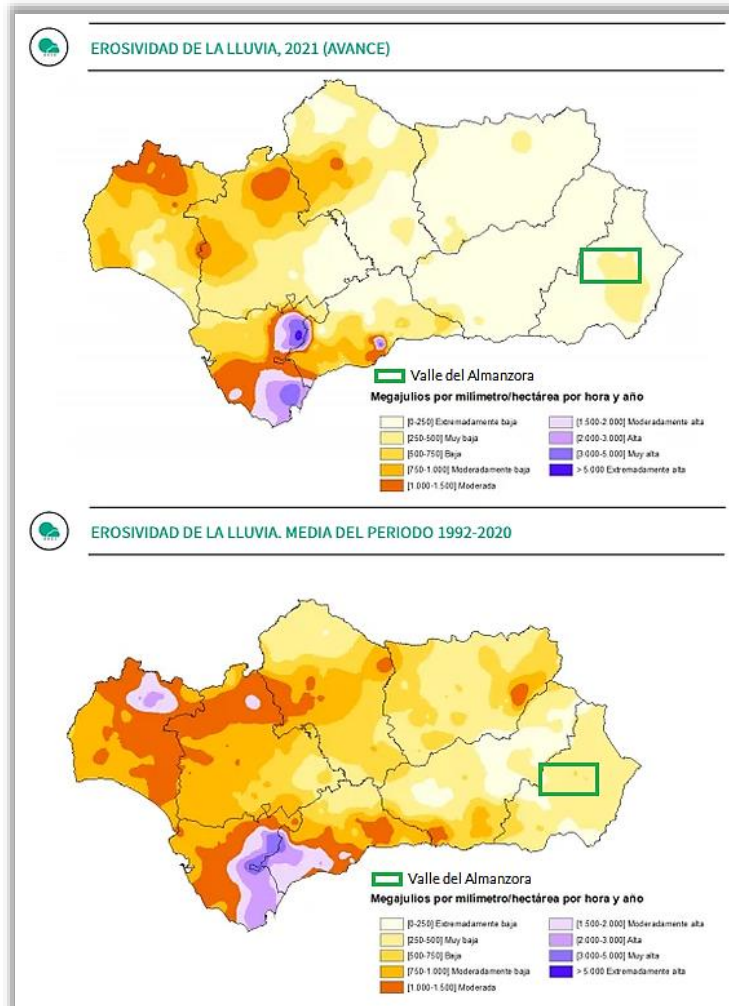 EROSIVIDAD DE LA LLUVIA, 2021 (AVANCE)
Valle del Almanzora
Megajulios por milímetro/hectárea por hora y año
[0-250] Extremadamente baja
[250-500] Muy baja
[500-750] Baja
[750-1.000] Moderadamente baja
[1.000-1.500] Moderada
[1.500-2.000] Moderadamente alta
[2.000-3.000] Alta
[3.000-5.000] Muy alta
> 5.000 Extremadamente alta
EROSIVIDAD DE LA LLUVIA. MEDIA DEL PERIODO 1992-2020
Valle del Almanzora
Megajulios por milímetro/hectárea por hora y año
[0-250] Extremadamente baja
[250-500] Muy baja
[500-750] Baja
[750-1.000] Moderadamente baja
[1.000-1.500] Moderada
[1.500-2.000] Moderadamente alta
[2.000-3.000] Alta
[3.000-5.000] Muy alta
> 5.000 Extremadamente alta